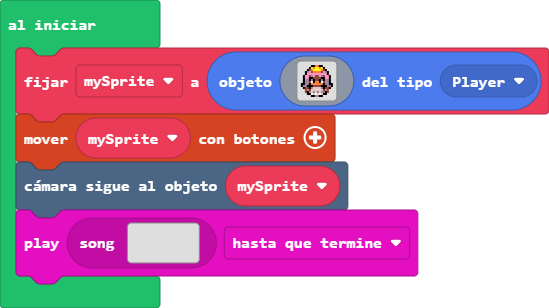 al iniciar
fijar mySprite a objeto del tipo Player
mover mySprite con botones
cámara sigue al objeto mySprite
play song hasta que termine